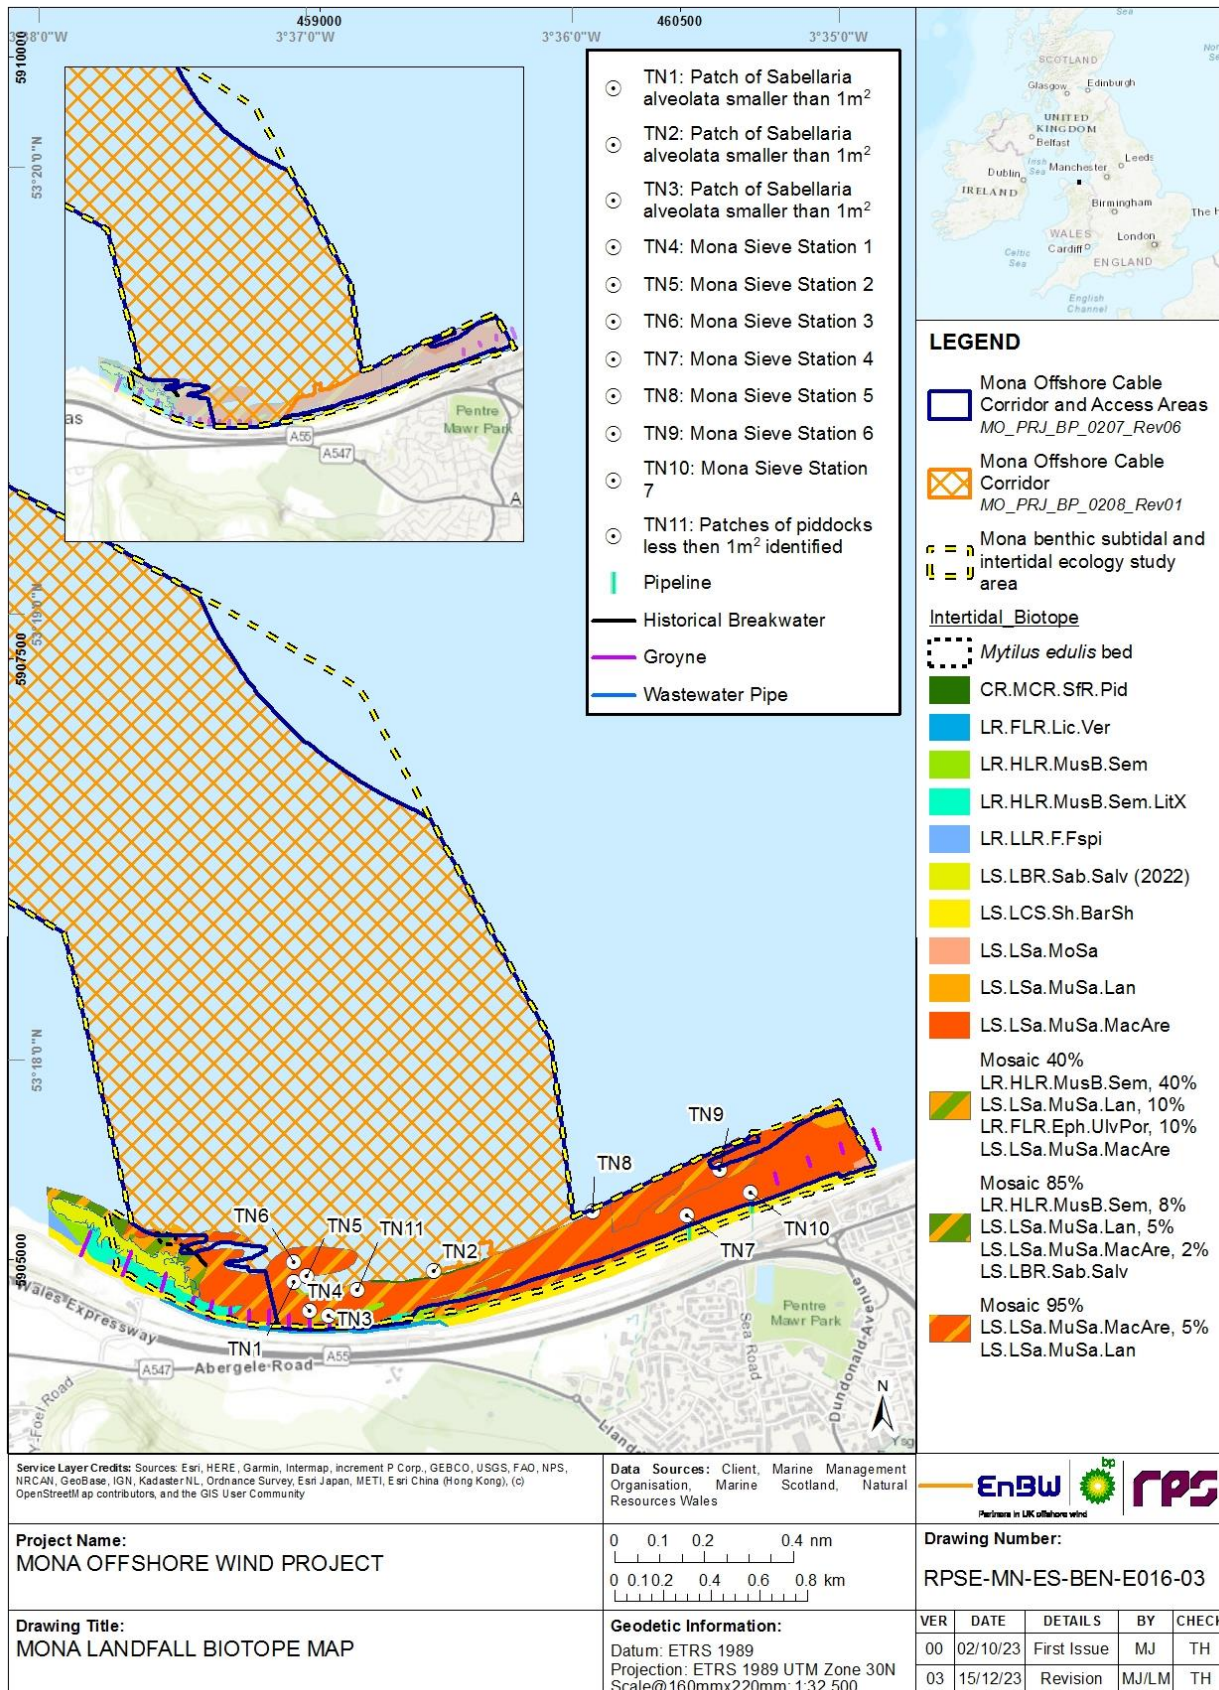 459000
460500
3°38'0"W
3°37'0"W
3°36'0"W
3°35'0"W
5910000
53°20'0"N
5907500
53°19'0"N
53°18'0"N
5905000
as
A55
A547
Pentre
Mawr Park
A
TN1: Patch of Sabellaria
alveolata smaller than 1m²
TN2: Patch of Sabellaria
alveolata smaller than 1m²
TN3: Patch of Sabellaria
alveolata smaller than 1m²
TN4: Mona Sieve Station 1
TN5: Mona Sieve Station 2
TN6: Mona Sieve Station 3
TN7: Mona Sieve Station 4
TN8: Mona Sieve Station 5
TN9: Mona Sieve Station 6
TN10: Mona Sieve Station
7
TN11: Patches of piddocks
less then 1m² identified
Pipeline
Historical Breakwater
Groyne
Wastewater Pipe
Sea
SCOTLAND
Glasgow
Edinburgh
UNITED
KINGDOM
Belfast
Irish
Sea
Manchester
Leeds
Dublin
IRELAND
Birmingham
The H
WALES
Cardiff
London
Celtic
Sea
ENGLAND
English
Channel
LEGEND
Mona Offshore Cable
Corridor and Access Areas
MO_PRJ_BP_0207_Rev06
Mona Offshore Cable
Corridor
MO_PRJ_BP_0208_Rev01
Mona benthic subtidal and
intertidal ecology study
area
Intertidal_Biotope
Mytilus edulis bed
CR.MCR.SfR.Pid
LR.FLR.Lic.Ver
LR.HLR.MusB.Sem
LR.HLR.MusB.Sem.LitX
LR.LLR.F.Fspi
LS.LBR.Sab.Salv (2022)
LS.LCS.Sh.BarSh
LS.LSa.MoSa
LS.LSa.MuSa.Lan
LS.LSa.MuSa.MacAre
Mosaic 40%
LR.HLR.MusB.Sem, 40%
LS.LSa.MuSa.Lan, 10%
LR.FLR.Eph.UlvPor, 10%
LS.LSa.MuSa.MacAre
Mosaic 85%
LR.HLR.MusB.Sem, 8%
LS.LSa.MuSa.Lan, 5%
LS.LSa.MuSa.MacAre, 2%
LS.LBR.Sab.Salv
Mosaic 95%
LS.LSa.MuSa.MacAre, 5%
LS.LSa.MuSa.Lan
TN9
TN8
TN6
TN5
TN11
TN2
TN10
TN7
TN4
TN3
TN1
Wales Expressway
A547
Abergele Road
A55
Y-Foel Road
Pentre
Mawr Park
Sea Road
Dundonald-Avenue
Lland
Ysg
N
Service Layer Credits: Sources: Esri, HERE, Garmin, Intermap, increment P Corp., GEBCO, USGS, FAO, NPS,
NRCAN, GeoBase, IGN, Kadaster NL, Ordnance Survey, Esri Japan, METI, Esri China (Hong Kong), (c)
OpenStreetMap contributors, and the GIS User Community
Data Sources: Client, Marine Management
Organisation, Marine Scotland, Natural
Resources Wales
EnBW
Partners in UK offshore wind
bp
rps
Project Name:
MONA OFFSHORE WIND PROJECT
0 0.1 0.2 0.4 nm
0 0.1 0.2 0.4 0.6 0.8 km
Drawing Number:
RPSE-MN-ES-BEN-E016-03
Drawing Title:
MONA LANDFALL BIOTOPE MAP
Geodetic Information:
Datum: ETRS 1989
Projection: ETRS 1989 UTM Zone 30N
Scale@160mmx220mm: 1:32,500
VER DATE DETAILS BY CHECK
00 02/10/23 First Issue MJ TH
03 15/12/23 Revision MJ/LM TH